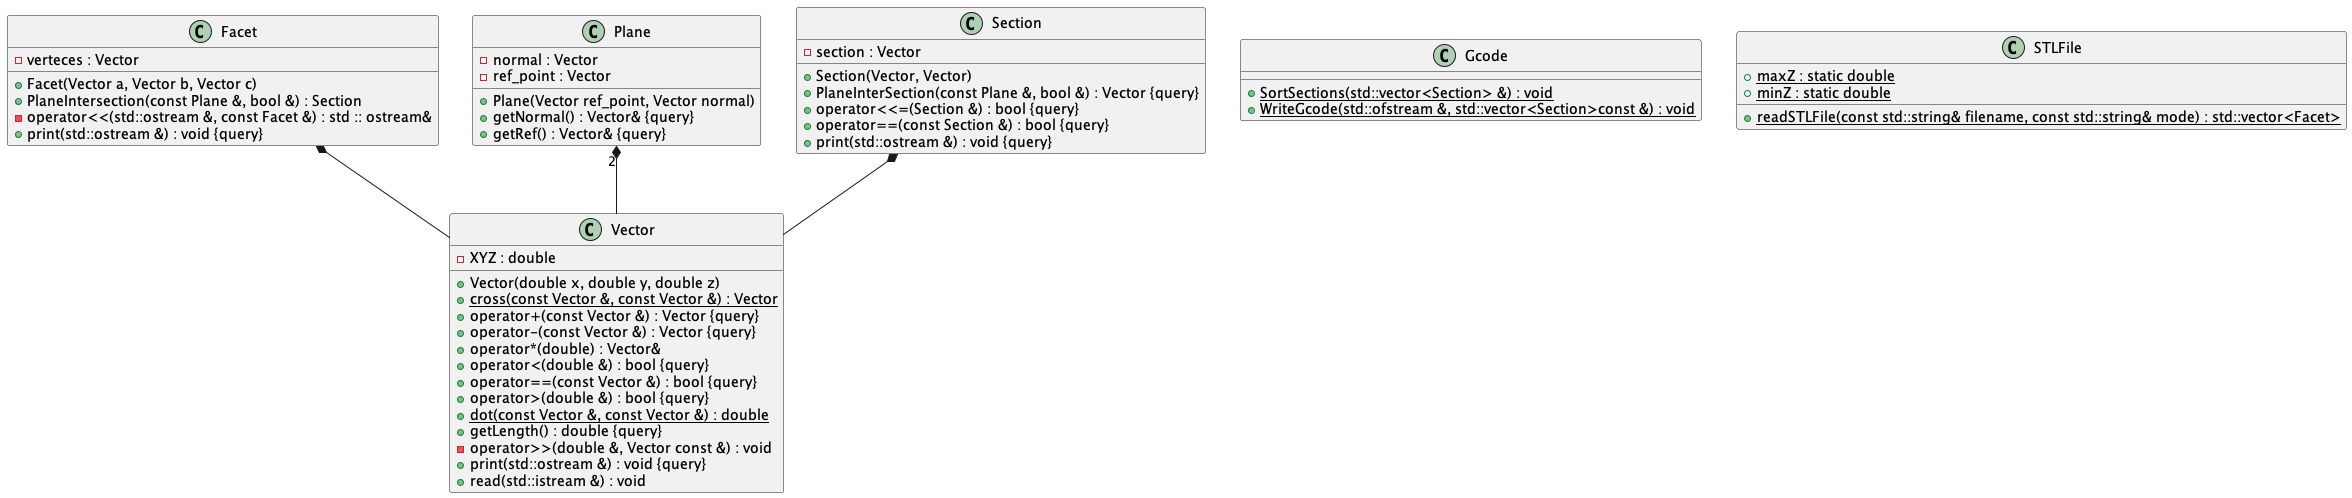 C Facet
verteces : Vector
Facet(Vector a, Vector b, Vector c)
PlaneIntersection(const Plane &, bool &) : Section
operator<<(std::ostream &, const Facet &) : std :: ostream&
print(std::ostream &) : void {query}
C Plane
normal : Vector
ref_point : Vector
Plane(Vector ref_point, Vector normal)
getNormal() : Vector& {query}
getRef() : Vector& {query}
C Section
section : Vector
Section(Vector, Vector)
PlaneInterSection(const Plane &, bool &) : Vector {query}
operator<<=(Section &) : bool {query}
operator==(const Section &) : bool {query}
print(std::ostream &) : void {query}
C Gcode
SortSections(std::vector<Section> &) : void
WriteGcode(std::ofstream &, std::vector<Section>const &) : void
C STLFile
maxZ : static double
minZ : static double
readSTLFile(const std::string& filename, const std::string& mode) : std::vector<Facet>
2
C Vector
XYZ : double
Vector(double x, double y, double z)
cross(const Vector &, const Vector &) : Vector
operator+(const Vector &) : Vector {query}
operator-(const Vector &) : Vector {query}
operator*(double) : Vector&
operator<(double &) : bool {query}
operator==(const Vector &) : bool {query}
operator>(double &) : bool {query}
dot(const Vector &, const Vector &) : double
getLength() : double {query}
operator>>(double &, Vector const &) : void
print(std::ostream &) : void {query}
read(std::istream &) : void